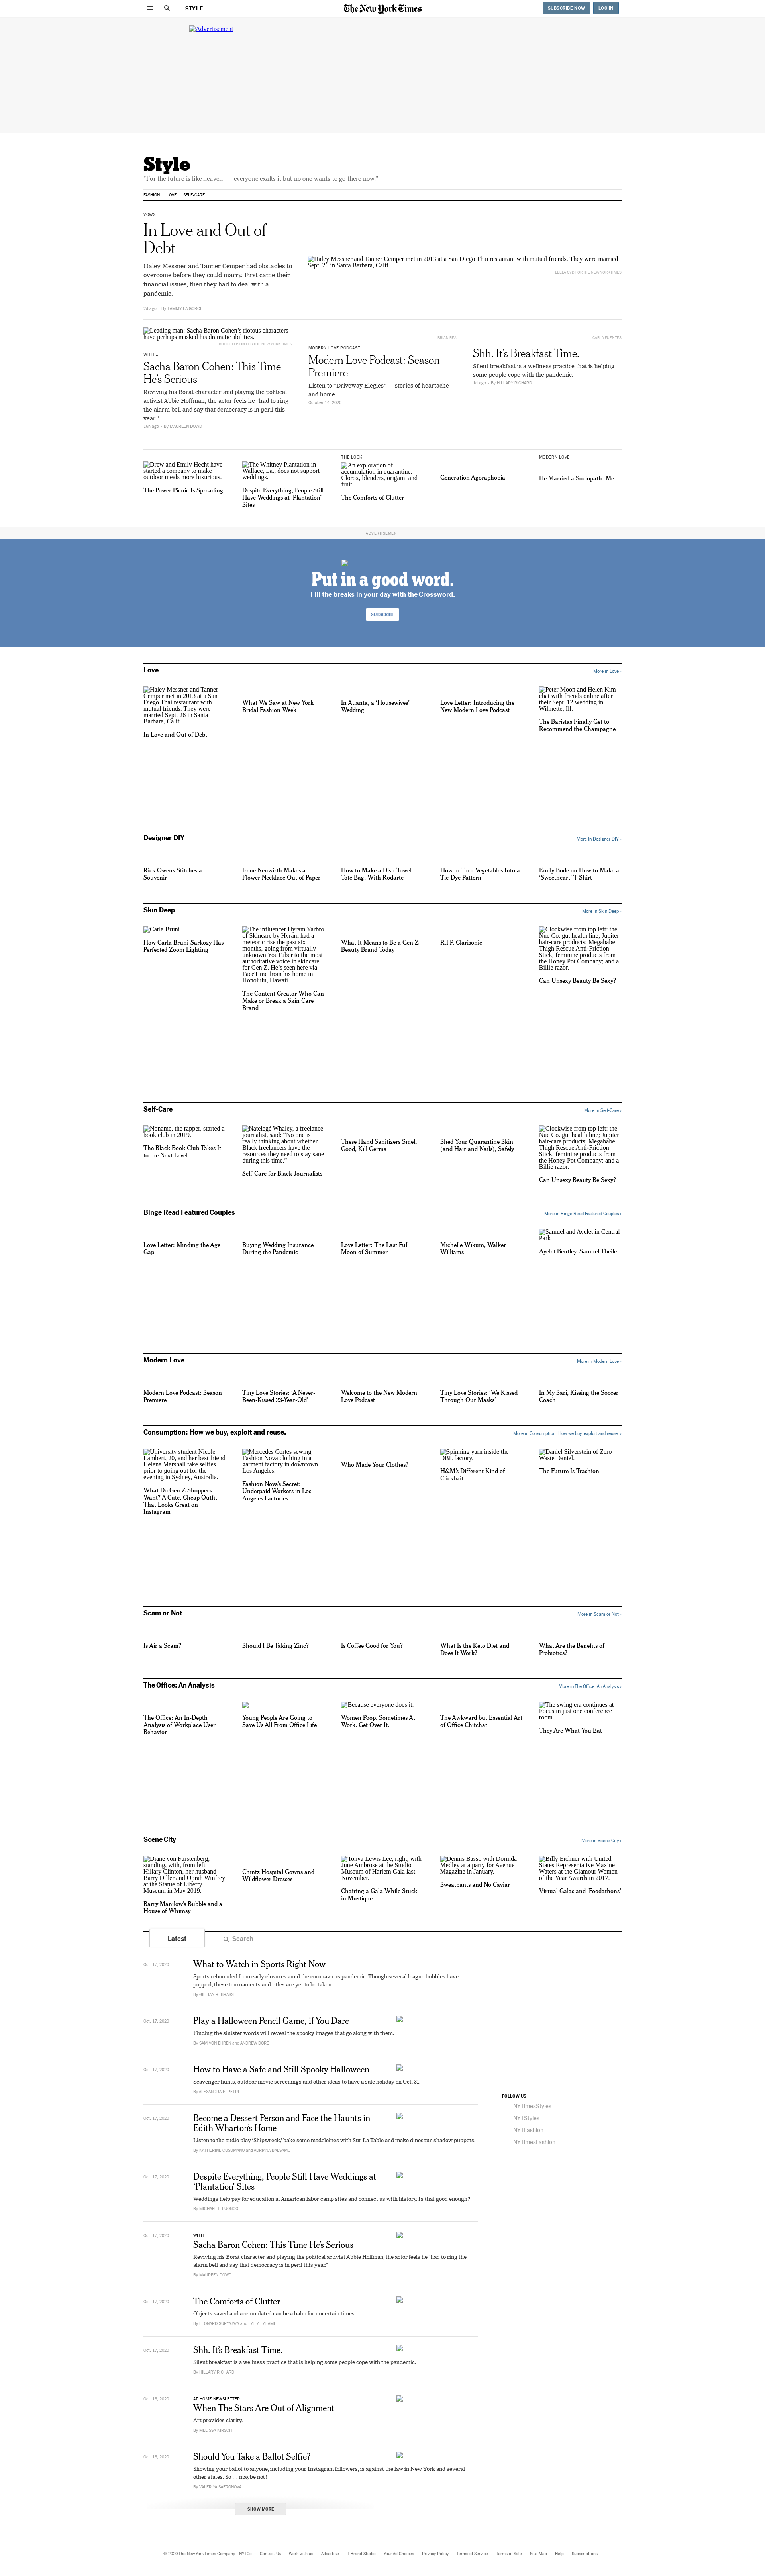 STYLE
The New York Times
SUBSCRIBE NOW
LOG IN
Advertisement
Style
"For the future is like heaven — everyone exalts it but no one wants to go there now."
FASHION
LOVE
SELF-CARE
VOWS
In Love and Out of
Debt
Haley Messner and Tanner Cemper had obstacles to
overcome before they could marry. First came their
financial issues, then they had to deal with a
pandemic.
1d ago • By TAMMY LA GORCE
Haley Messner and Tanner Cemper met in 2013 at a San Diego Thai restaurant with mutual friends. They were married
Sept. 26 in Santa Barbara, Calif.
Leading man: Sacha Baron Cohen's riotous characters
have perhaps masked his dramatic abilities.
WITH ...
Sacha Baron Cohen: This Time
He's Serious
Reviving his Borat character and playing the political
activist Abbie Hoffman, the actor feels he "had to ring
the alarm bell and say that democracy is in peril this
year."
19h ago • By MAUREEN DOWD
MODERN LOVE PODCAST
Modern Love Podcast: Season
Premiere
Listen to "Driveway Elegies" — stories of heartache
and home.
October 14, 2020
BRIAN REA
CARLA FUENTES
Shh. It's Breakfast Time.
Silent breakfast is a wellness practice that is helping
some people cope with the pandemic.
1d ago • By HILLARY RICHARD
Drew and Emily Hecht have
started a company to make
outdoor meals more luxurious.
The Power Picnic Is Spreading
The Whitney Plantation in
Wallace, La., does not support
weddings.
Despite Everything, People Still
Have Weddings at 'Plantation'
Sites
THE LOOK
An exploration of
accumulation in quarantine:
Clorox, blenders, origami and
fruit.
The Comforts of Clutter
Generation Agoraphobia
MODERN LOVE
He Married a Sociopath: Me
ADVERTISEMENT
Put in a good word.
Fill the breaks in your day with the Crossword.
SUBSCRIBE
Love
More in Love ›
Haley Messner and Tanner
Cemper met in 2013 at a San
Diego Thai restaurant with
mutual friends. They were
married Sept. 26 in Santa
Barbara, Calif.
In Love and Out of Debt
What We Saw at New York
Bridal Fashion Week
In Atlanta, a 'Housewives'
Wedding
Love Letter: Introducing the
New Modern Love Podcast
Peter Moon and Helen Kim
chat with friends online after
their Sept. 12 wedding in
Wilmette, Ill.
The Baristas Finally Get to
Recommend the Champagne
Designer DIY
More in Designer DIY ›
Rick Owens Stitches a
Souvenir
Irene Neuwirth Makes a
Flower Necklace Out of Paper
How to Make a Dish Towel
Tote Bag, With Rodarte
How to Turn Vegetables Into a
Tie-Dye Pattern
Emily Bode on How to Make a
'Sweetheart' T-Shirt
Skin Deep
More in Skin Deep ›
Carla Bruni
How Carla Bruni-Sarkozy Has
Perfected Zoom Lighting
The influencer Hyram Yarbro
of Skincare by Hyram had a
meteoric rise the past six
months, going from virtually
unknown YouTuber to the most
authoritative voice in skincare
for Gen Z. He's seen here via
FaceTime from his home in
Honolulu, Hawaii.
The Content Creator Who Can
Make or Break a Skin Care
Brand
What It Means to Be a Gen Z
Beauty Brand Today
R.I.P. Clarisonic
Clockwise from top left: the
Nue Co. gut health line; Jupiter
hair-care products; Megababe
Thigh Rescue Anti-Friction
Stick; feminine products from
the Honey Pot Company; and a
Billie razor.
Can Unsexy Beauty Be Sexy?
Self-Care
More in Self-Care ›
Noname, the rapper, started a
book club in 2019.
The Black Book Club Takes It
to the Next Level
Natelegé Whaley, a freelance
journalist, said: "No one is
really thinking about whether
Black freelancers have the
resources they need to stay sane
during this time."
Self-Care for Black Journalists
These Hand Sanitizers Smell
Good, Kill Germs
Shed Your Quarantine Skin
(and Hair and Nails), Safely
Clockwise from top left: the
Nue Co. gut health line; Jupiter
hair-care products; Megababe
Thigh Rescue Anti-Friction
Stick; feminine products from
the Honey Pot Company; and a
Billie razor.
Can Unsexy Beauty Be Sexy?
Binge Read Featured Couples
More in Binge Read Featured Couples ›
Love Letter: Minding the Age
Gap
Buying Wedding Insurance
During the Pandemic
Love Letter: The Last Full
Moon of Summer
Michelle Wikum, Walker
Williams
Samuel and Ayelet in Central
Park
Ayelet Bentley, Samuel Tbeile
Modern Love
More in Modern Love ›
Modern Love Podcast: Season
Premiere
Tiny Love Stories: 'A Never-
Been-Kissed 23-Year-Old'
Welcome to the New Modern
Love Podcast
Tiny Love Stories: 'We Kissed
Through Our Masks'
In My Sari, Kissing the Soccer
Coach
Consumption: How we buy, exploit and reuse.
More in Consumption: How we buy, exploit and reuse. ›
University student Nicole
Lambert, 20, and her best friend
Helena Marshall take selfies
prior to going out for the
evening in Sydney, Australia.
What Do Gen Z Shoppers
Want? A Cute, Cheap Outfit
That Looks Great on
Instagram
Mercedes Cortes sewing
Fashion Nova clothing in a
garment factory in downtown
Los Angeles.
Fashion Nova's Secret:
Underpaid Workers in Los
Angeles Factories
Who Made Your Clothes?
Spinning yarn inside the
DBL factory.
H&M's Different Kind of
Clickbait
Daniel Silverstein of Zero
Waste Daniel.
The Future Is Trashion
Scam or Not
More in Scam or Not ›
Is Air a Scam?
Should I Be Taking Zinc?
Is Coffee Good for You?
What Is the Keto Diet and
Does It Work?
What Are the Benefits of
Probiotics?
The Office: An Analysis
More in The Office: An Analysis ›
The Office: An In-Depth
Analysis of Workplace User
Behavior
Young People Are Going to
Save Us All From Office Life
Because everyone does it.
Women Poop. Sometimes At
Work. Get Over It.
The Awkward but Essential Art
of Office Chitchat
The swing era continues at
Focus in just one conference
room.
They Are What You Eat
Scene City
More in Scene City ›
Diane von Furstenberg,
standing, with, from left,
Hillary Clinton, her husband
Barry Diller and Oprah Winfrey
at the Statue of Liberty
Museum in May 2019.
Barry Manilow's Bubble and a
House of Whimsy
Chintz Hospital Gowns and
Wildflower Dresses
Tonya Lewis Lee, right, with
June Ambrose at the Studio
Museum of Harlem Gala last
November.
Chairing a Gala While Stuck
in Mustique
Dennis Basso with Dorinda
Medley at a party for Avenue
Magazine in January.
Sweatpants and No Caviar
Billy Eichner with United
States Representative Maxine
Waters at the Glamour Women
of the Year Awards in 2017.
Virtual Galas and 'Foodathons'
Latest
Search
Oct. 17, 2020
What to Watch in Sports Right Now
Sports rebounded from early closures amid the coronavirus pandemic. Though several league bubbles have
popped, these tournaments and titles are yet to be taken.
By GILLIAN R. BRASSIL
Oct. 17, 2020
Play a Halloween Pencil Game, if You Dare
Finding the sinister words will reveal the spooky images that go along with them.
By SAM VON EHREN and ANDREW SORE
Oct. 17, 2020
How to Have a Safe and Still Spooky Halloween
Scavenger hunts, outdoor movie screenings and other ideas to have a safe holiday on Oct. 31.
By ALEXANDRA E. PETRI
Oct. 17, 2020
Become a Dessert Person and Face the Haunts in
Edith Wharton's Home
Listen to the audio play 'Shipwreck,' bake some madeleines with Sur La Table and make dinosaur-shadow puppets.
By KATHERINE CUSUMANO and ADRIANA BALSAMO
Oct. 17, 2020
Despite Everything, People Still Have Weddings at
'Plantation' Sites
Weddings help pay for education at American labor camp sites and connect us with history. Is that good enough?
By MICHAEL T. LUONGO
Oct. 17, 2020
WITH ...
Sacha Baron Cohen: This Time He's Serious
Reviving his Borat character and playing the political activist Abbie Hoffman, the actor feels he "had to ring the
alarm bell and say that democracy is in peril this year."
By MAUREEN DOWD
Oct. 17, 2020
The Comforts of Clutter
Objects saved and accumulated can be a balm for uncertain times.
By LEONARD SURYAJAYA and LAYLA LALAMI
Oct. 17, 2020
Shh. It's Breakfast Time.
Silent breakfast is a wellness practice that is helping some people cope with the pandemic.
By HILLARY RICHARD
Oct. 16, 2020
AT HOME NEWSLETTER
When The Stars Are Out of Alignment
Art provides clarity.
By MELISSA KIRSCH
Oct. 16, 2020
Should You Take a Ballot Selfie?
Showing your ballot to anyone, including your Instagram followers, is against the law in New York and several
other states. So … maybe not!
By VALERIYA SAFRONOVA
SHOW MORE
FOLLOW US
NYTimesStyles
NYTStyles
NYTFashion
NYTimesFashion
© 2020 The New York Times Company
NYTCo
Contact Us
Work with us
Advertise
T Brand Studio
Your Ad Choices
Privacy Policy
Terms of Service
Terms of Sale
Site Map
Help
Subscriptions